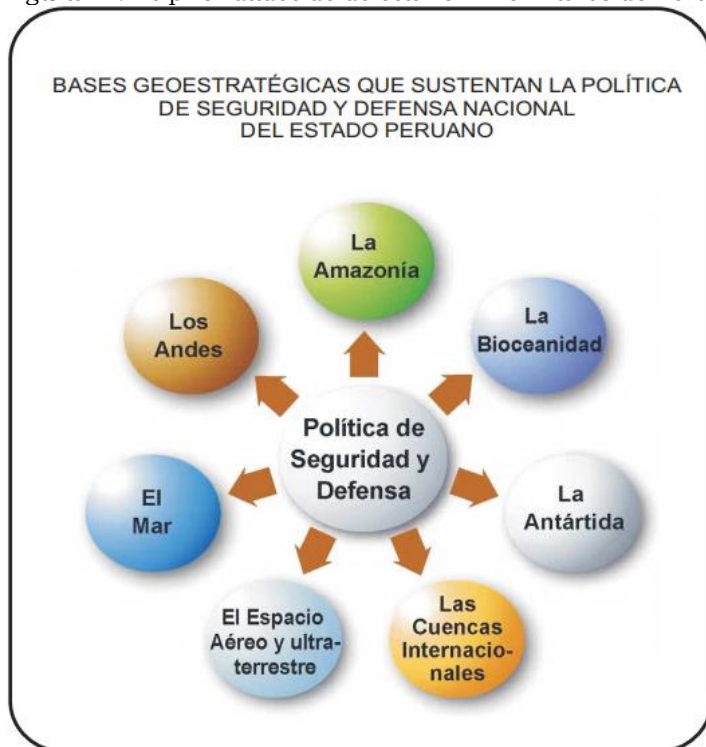 BASES GEOESTRATÉGICAS QUE SUSTENTAN LA POLÍTICA
DE SEGURIDAD Y DEFENSA NACIONAL
DEL ESTADO PERUANO
La
Amazonía
Los
Andes
La
Bioceanidad
Política de
Seguridad y
Defensa
El
Mar
La
Antártida
El Espacio
Aéreo y ultra-
terrestre
Las
Cuencas
Internacio-
nales